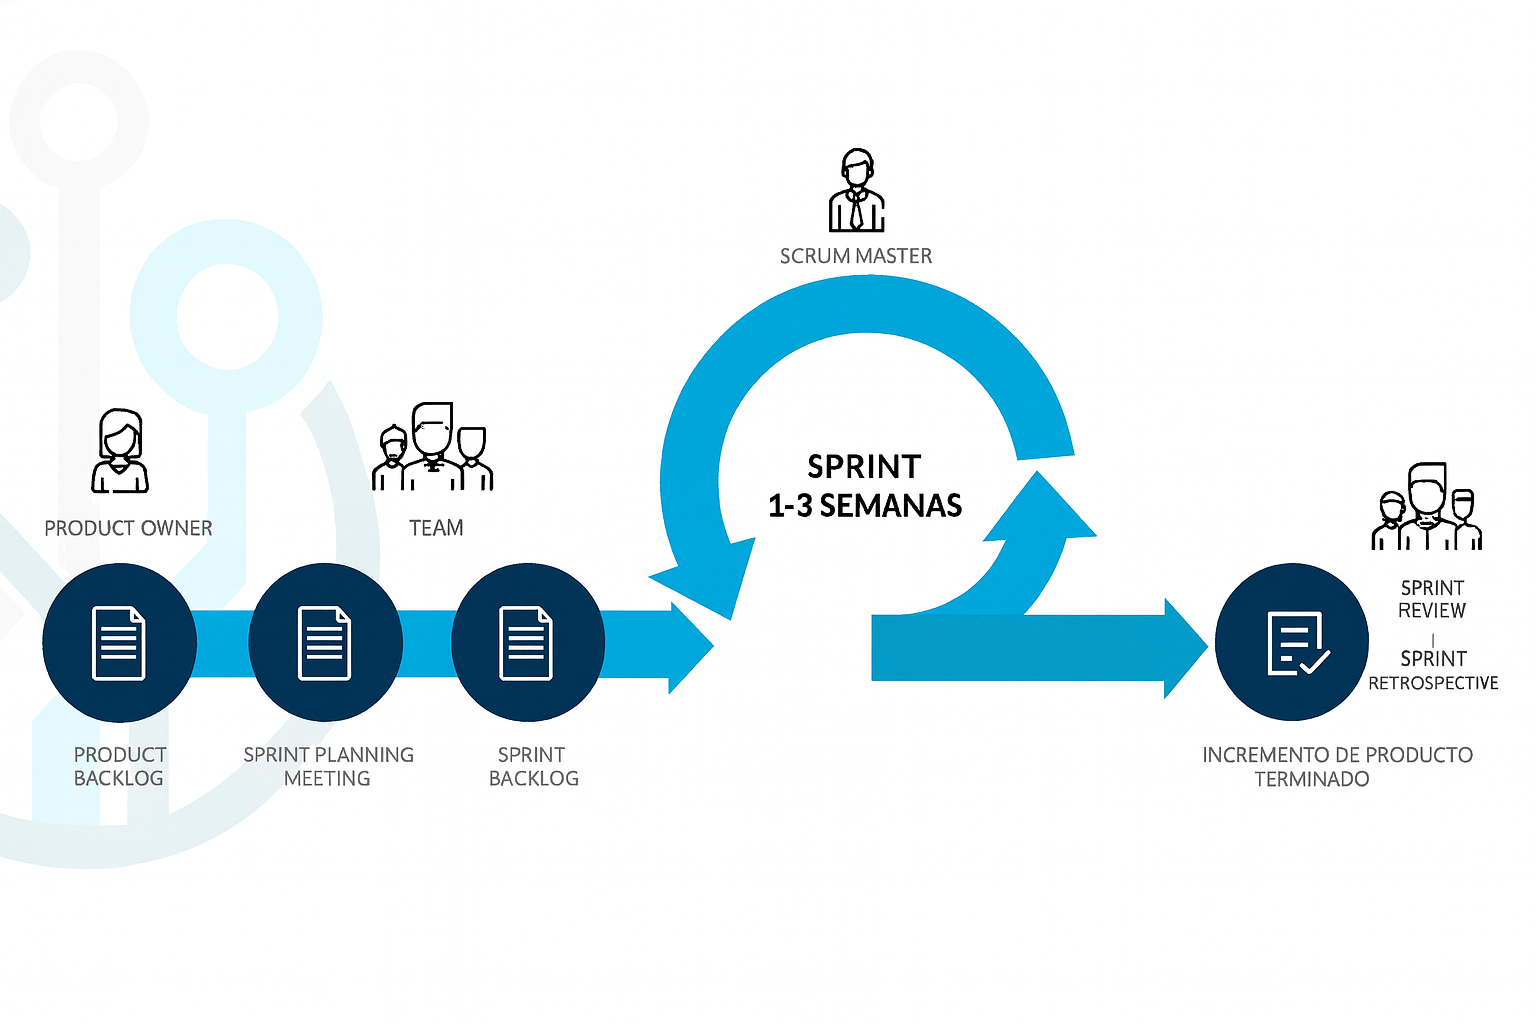 SCRUM MASTER
SPRINT
1-3 SEMANAS
PRODUCT OWNER
TEAM
PRODUCT
BACKLOG
SPRINT PLANNING
MEETING
SPRINT
BACKLOG
SPRINT
REVIEW
|
SPRINT
RETROSPECTIVE
INCREMENTO DE PRODUCTO
TERMINADO